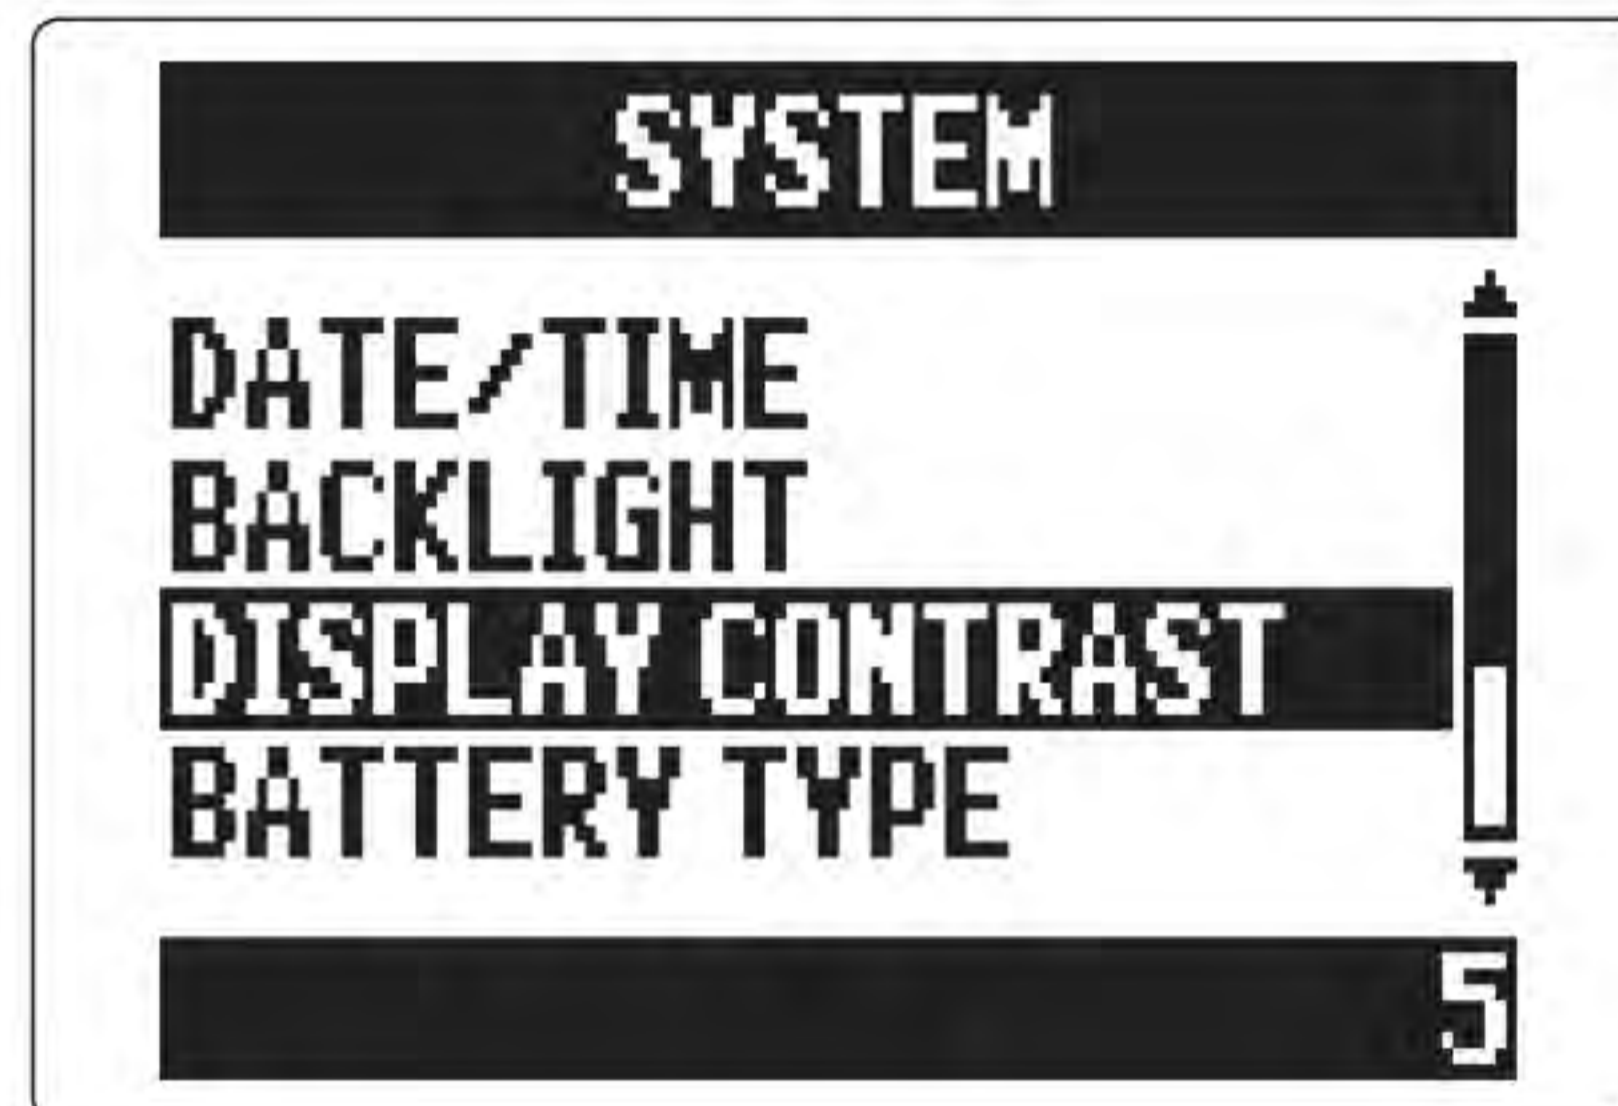 SYSTEM
DATE/TIME
BACKLIGHT
DISPLAY CONTRAST
BATTERY TYPE
5